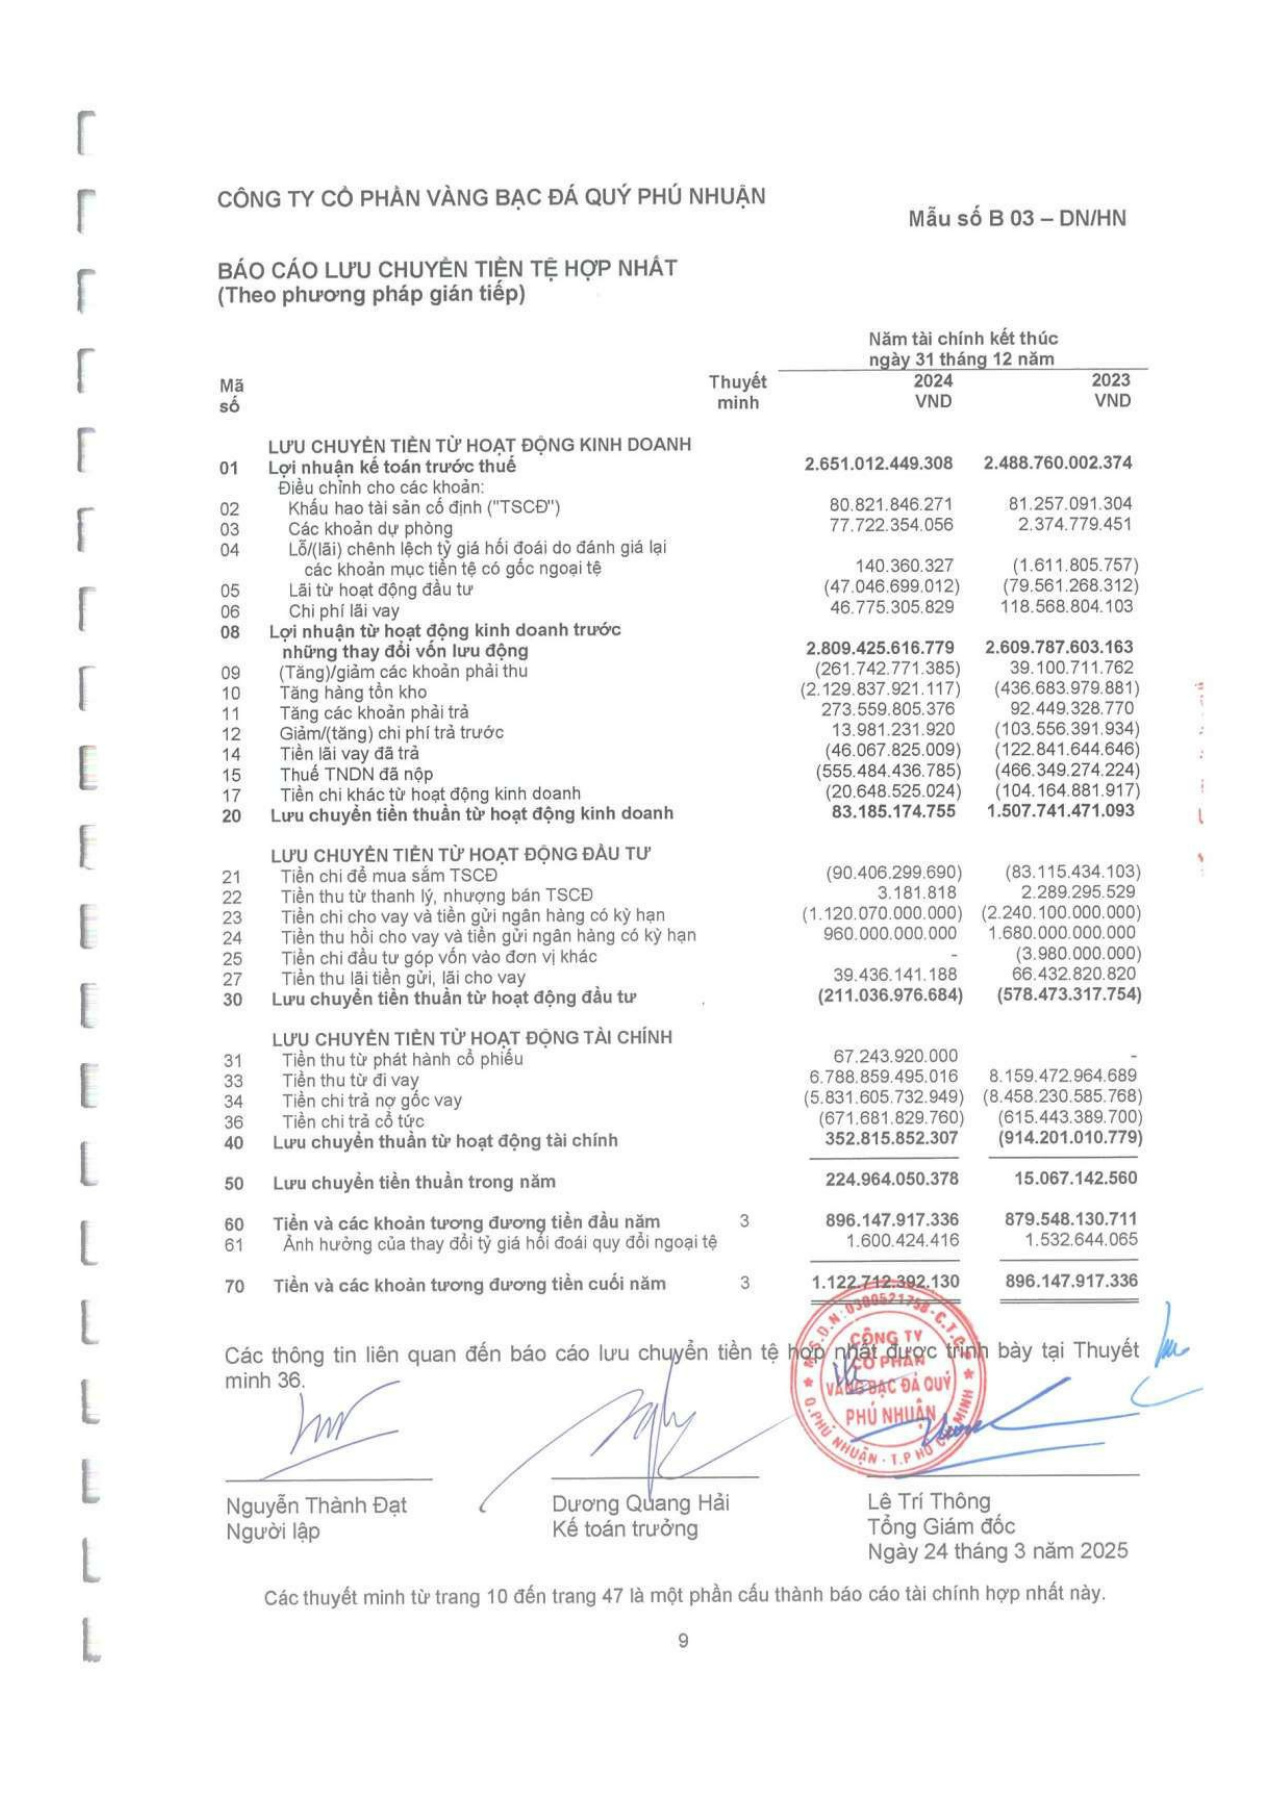 CÔNG TY CỔ PHẦN VÀNG BẠC ĐÁ QUÝ PHÚ NHUẬN
Mẫu số B 03 – DN/HN
BÁO CÁO LƯU CHUYỂN TIỀN TỆ HỢP NHẤT
(Theo phương pháp gián tiếp)
Năm tài chính kết thúc
ngày 31 tháng 12 năm
Mã số Thuyết minh 2024 VND 2023 VND
LƯU CHUYỂN TIỀN TỪ HOẠT ĐỘNG KINH DOANH
01 Lợi nhuận kế toán trước thuế 2.651.012.449.308 2.488.760.002.374
Điều chỉnh cho các khoản:
02 Khấu hao tài sản cố định ("TSCĐ") 80.821.846.271 81.257.091.304
03 Các khoản dự phòng 77.722.354.056 2.374.779.451
04 Lỗ/(lãi) chênh lệch tỷ giá hối đoái do đánh giá lại
các khoản mục tiền tệ có gốc ngoại tệ 140.360.327 (1.611.805.757)
05 Lãi từ hoạt động đầu tư (47.046.699.012) (79.561.268.312)
06 Chi phí lãi vay 46.775.305.829 118.568.804.103
08 Lợi nhuận từ hoạt động kinh doanh trước
những thay đổi vốn lưu động 2.809.425.616.779 2.609.787.603.163
09 (Tăng)/giảm các khoản phải thu (261.742.771.385) 39.100.711.762
10 Tăng hàng tồn kho (2.129.837.921.117) (436.683.979.881)
11 Tăng các khoản phải trả 273.559.805.376 92.449.328.770
12 Giảm/(tăng) chi phí trả trước 13.981.231.920 (103.556.391.934)
14 Tiền lãi vay đã trả (46.067.825.009) (122.841.644.646)
15 Thuế TNDN đã nộp (555.484.436.785) (466.349.274.224)
17 Tiền chi khác từ hoạt động kinh doanh (20.648.525.024) (104.164.881.917)
20 Lưu chuyển tiền thuần từ hoạt động kinh doanh 83.185.174.755 1.507.741.471.093
LƯU CHUYỂN TIỀN TỪ HOẠT ĐỘNG ĐẦU TƯ
21 Tiền chi để mua sắm TSCĐ (90.406.299.690) (83.115.434.103)
22 Tiền thu từ thanh lý, nhượng bán TSCĐ 3.181.818 2.289.295.529
23 Tiền chi cho vay và tiền gửi ngân hàng có kỳ hạn (1.120.070.000.000) (2.240.100.000.000)
24 Tiền thu hồi cho vay và tiền gửi ngân hàng có kỳ hạn 960.000.000.000 1.680.000.000.000
25 Tiền chi đầu tư góp vốn vào đơn vị khác - (3.980.000.000)
27 Tiền thu lãi tiền gửi, lãi cho vay 39.436.141.188 66.432.820.820
30 Lưu chuyển tiền thuần từ hoạt động đầu tư (211.036.976.684) (578.473.317.754)
LƯU CHUYỂN TIỀN TỪ HOẠT ĐỘNG TÀI CHÍNH
31 Tiền thu từ phát hành cổ phiếu 67.243.920.000 -
33 Tiền thu từ đi vay 6.788.859.495.016 8.159.472.964.689
34 Tiền chi trả nợ gốc vay (5.831.605.732.949) (8.458.230.585.768)
36 Tiền chi trả cổ tức (671.681.829.760) (615.443.389.700)
40 Lưu chuyển thuần từ hoạt động tài chính 352.815.852.307 (914.201.010.779)
50 Lưu chuyển tiền thuần trong năm 224.964.050.378 15.067.142.560
60 Tiền và các khoản tương đương tiền đầu năm 3 896.147.917.336 879.548.130.711
61 Ảnh hưởng của thay đổi tỷ giá hối đoái quy đổi ngoại tệ 1.600.424.416 1.532.644.065
70 Tiền và các khoản tương đương tiền cuối năm 3 1.122.712.392.130 896.147.917.336
M.S.D.N: 0300521758 - C.T.C.P
CÔNG TY
CỔ PHẦN
VÀNG BẠC ĐÁ QUÝ
PHÚ NHUẬN
Q.PHÚ NHUẬN - T.P HỒ CHÍ MINH
Các thông tin liên quan đến báo cáo lưu chuyển tiền tệ hợp nhất được trình bày tại Thuyết
minh 36.
Nguyễn Thành Đạt Dương Quang Hải Lê Trí Thông
Người lập Kế toán trưởng Tổng Giám đốc
Ngày 24 tháng 3 năm 2025
Các thuyết minh từ trang 10 đến trang 47 là một phần cấu thành báo cáo tài chính hợp nhất này.
9